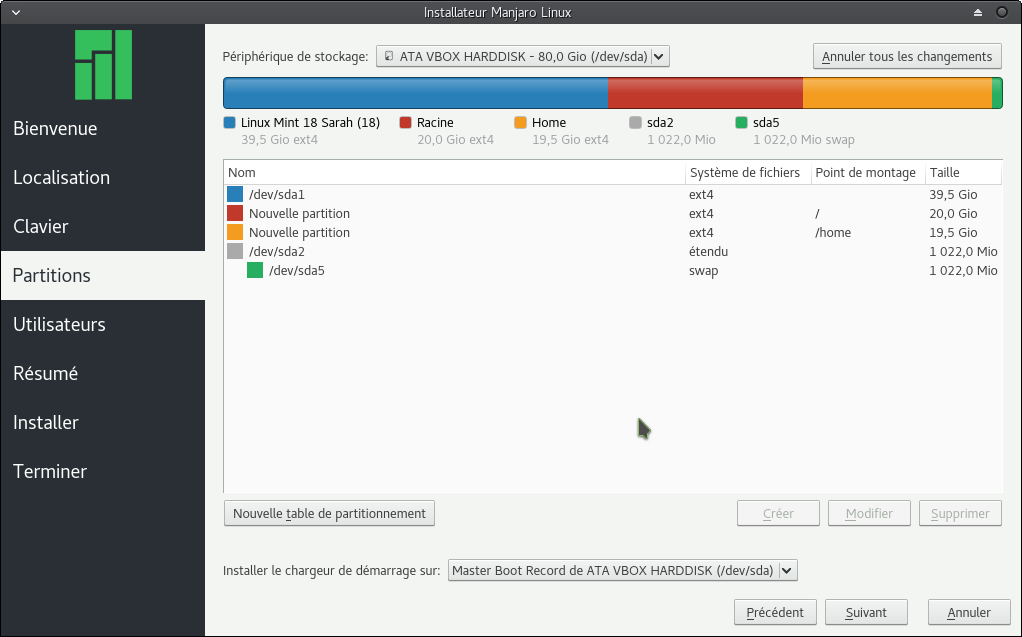 Installateur Manjaro Linux
Bienvenue
Localisation
Clavier
Partitions
Utilisateurs
Résumé
Installer
Terminer
Périphérique de stockage: ATA VBOX HARDDISK - 80,0 Gio (/dev/sda) Annuler tous les changements
Linux Mint 18 Sarah (18) Racine Home sda2 sda5
39,5 Gio ext4 20,0 Gio ext4 19,5 Gio ext4 1 022,0 Mio 1 022,0 Mio swap
Nom Système de fichiers Point de montage Taille
/dev/sda1 ext4 39,5 Gio
Nouvelle partition ext4 / 20,0 Gio
Nouvelle partition ext4 /home 19,5 Gio
/dev/sda2 étendu 1 022,0 Mio
/dev/sda5 swap 1 022,0 Mio
Nouvelle table de partitionnement Créer Modifier Supprimer
Installer le chargeur de démarrage sur: Master Boot Record de ATA VBOX HARDDISK (/dev/sda)
Précédent Suivant Annuler